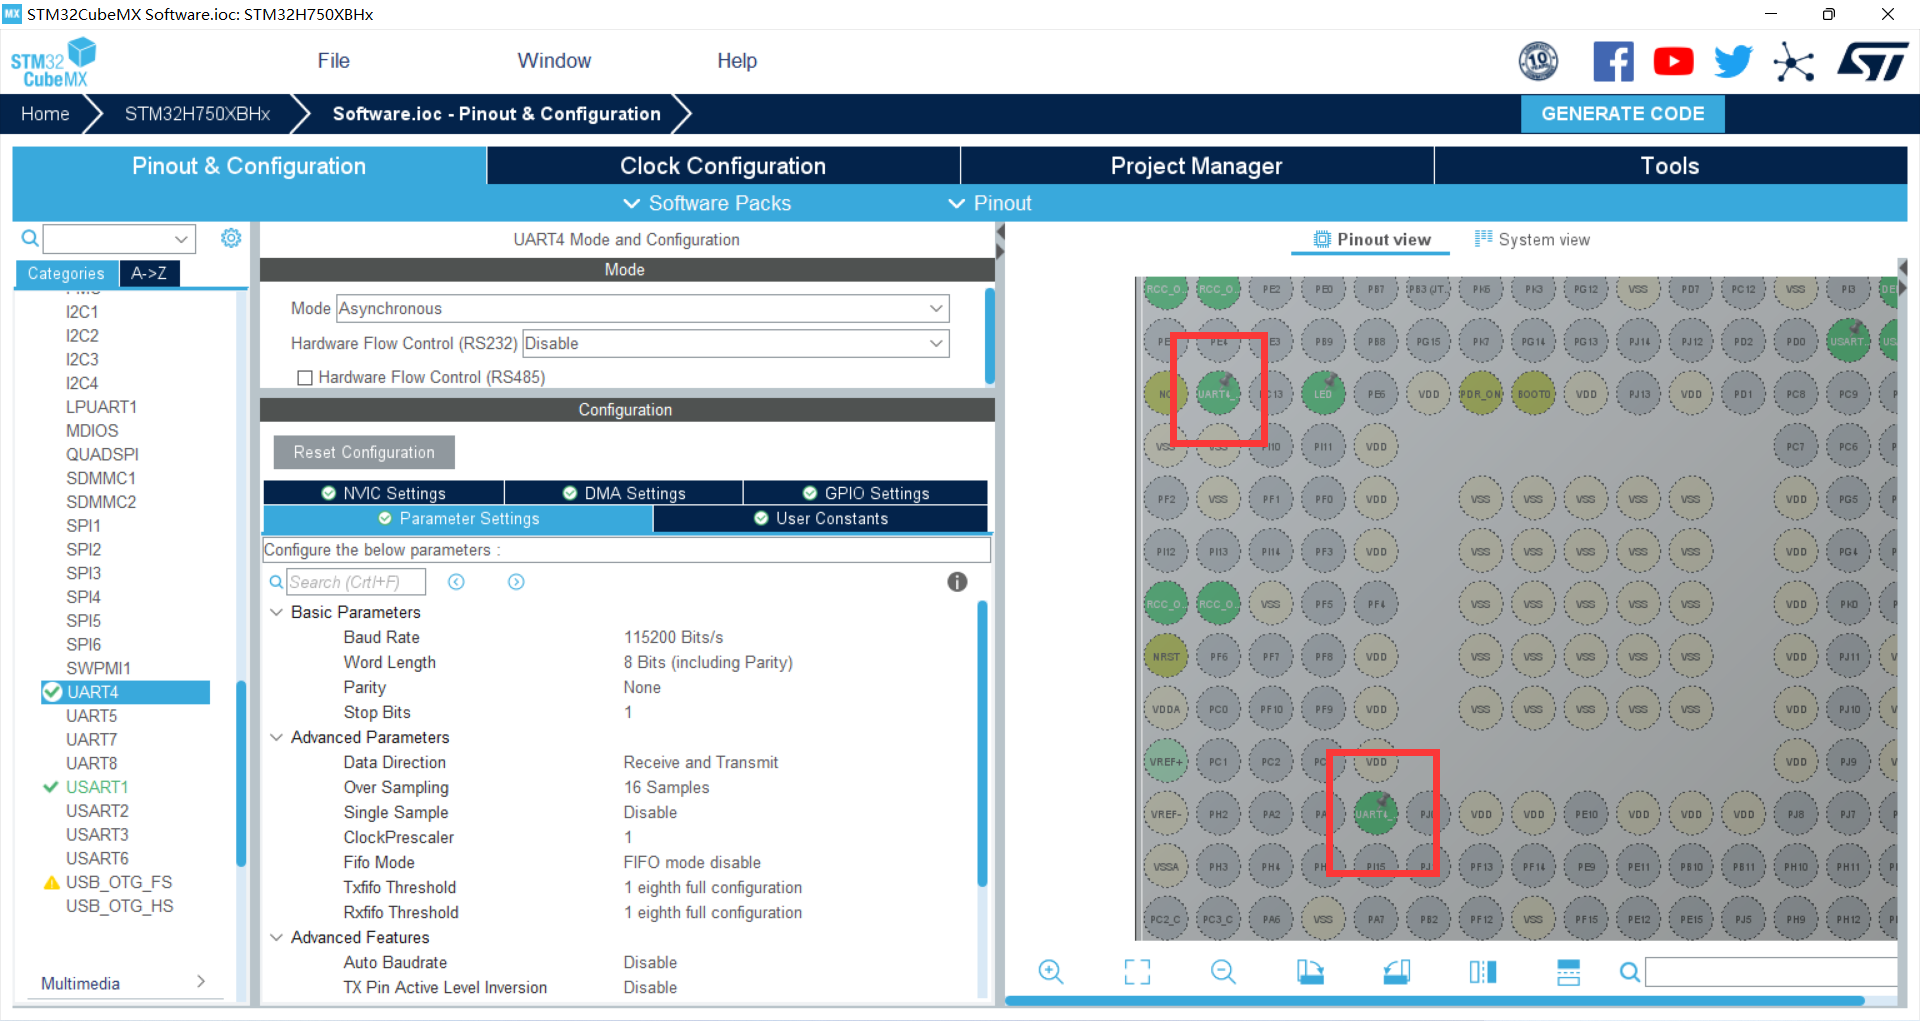 MX STM32CubeMX Software.ioc: STM32H750XBHx
STM32 CubeMX
File Window Help
10
Home STM32H750XBHx Software.ioc - Pinout & Configuration GENERATE CODE
Pinout & Configuration Clock Configuration Project Manager Tools
Software Packs Pinout
UART4 Mode and Configuration
Pinout view System view
Categories A->Z
I2C1
I2C2
I2C3
I2C4
LPUART1
MDIOS
QUADSPI
SDMMC1
SDMMC2
SPI1
SPI2
SPI3
SPI4
SPI5
SPI6
SWPMI1
UART4
UART5
UART7
UART8
USART1
USART2
USART3
USART6
USB_OTG_FS
USB_OTG_HS
Multimedia
Mode
Mode Asynchronous
Hardware Flow Control (RS232) Disable
Hardware Flow Control (RS485)
Configuration
Reset Configuration
NVIC Settings DMA Settings GPIO Settings
Parameter Settings User Constants
Configure the below parameters :
Search (Crtl+F)
Basic Parameters
Baud Rate 115200 Bits/s
Word Length 8 Bits (including Parity)
Parity None
Stop Bits 1
Advanced Parameters
Data Direction Receive and Transmit
Over Sampling 16 Samples
Single Sample Disable
ClockPrescaler 1
Fifo Mode FIFO mode disable
Txfifo Threshold 1 eighth full configuration
Rxfifo Threshold 1 eighth full configuration
Advanced Features
Auto Baudrate Disable
TX Pin Active Level Inversion Disable
RCC_O.. RCC_O.. PE2 PE0 PB7 PB3 (JT.. PK6 PK3 PG12 VSS PD7 PC12 VSS PI3
PE4 PB9 PB8 PG15 PK7 PG14 PG13 PJ14 PJ12 PD2 PD0 USART..
UART4_ LED PE6 VDD PDR_ON BOOT0 VDD PJ13 VDD PD1 PC8 PC9
VSS VSS PI10 PI11 VDD PC7 PC6
PF2 VSS PF1 PF0 VDD VSS VSS VSS VSS VSS VDD PG5
PI12 PI13 PI14 PF3 VDD VSS VSS VSS VSS VSS VDD PG4
RCC_O.. RCC_O.. VSS PF5 PF4 VSS VSS VSS VSS VSS VDD PK0
NRST PF6 PF7 PF8 VDD VSS VSS VSS VSS VSS VDD PJ11
VDDA PC0 PF10 PF9 VDD VSS VSS VSS VSS VSS VDD PJ10
VREF+ PC1 PC2 VDD VDD PJ9
VREF- PH2 PA2 UART4_ VDD VDD PE10 VDD VDD VDD PJ8 PJ7
VSSA PH3 PH4 PI15 PF13 PF14 PE9 PE11 PB10 PB11 PH10 PH11
PC2_C PC3_C PA6 VSS PA7 PB2 PF12 VSS PF15 PE12 PE15 PJ5 PH9 PH12